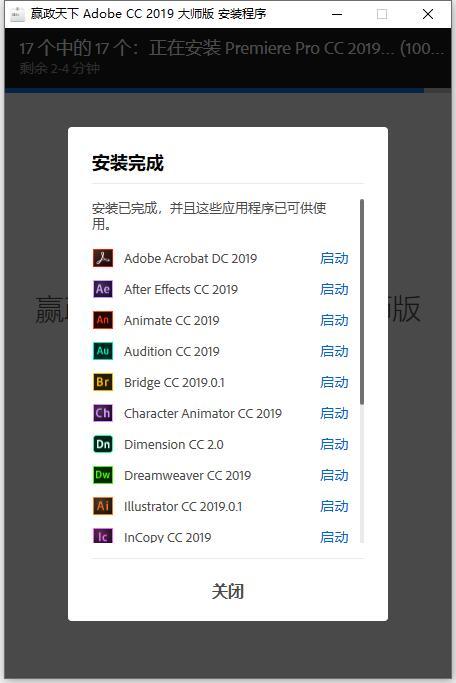 赢政天下 Adobe CC 2019 大师版 安装程序
17 个中的 17 个：正在安装 Premiere Pro CC 2019... (100...
剩余 2-4 分钟
安装完成
安装已完成，并且这些应用程序已可供使
用。
Adobe Acrobat DC 2019 启动
Ae After Effects CC 2019 启动
An Animate CC 2019 启动
Au Audition CC 2019 启动
Br Bridge CC 2019.0.1 启动
Ch Character Animator CC 2019 启动
Dn Dimension CC 2.0 启动
Dw Dreamweaver CC 2019 启动
Ai Illustrator CC 2019.0.1 启动
Ic InCopy CC 2019 启动
赢 师版
关闭